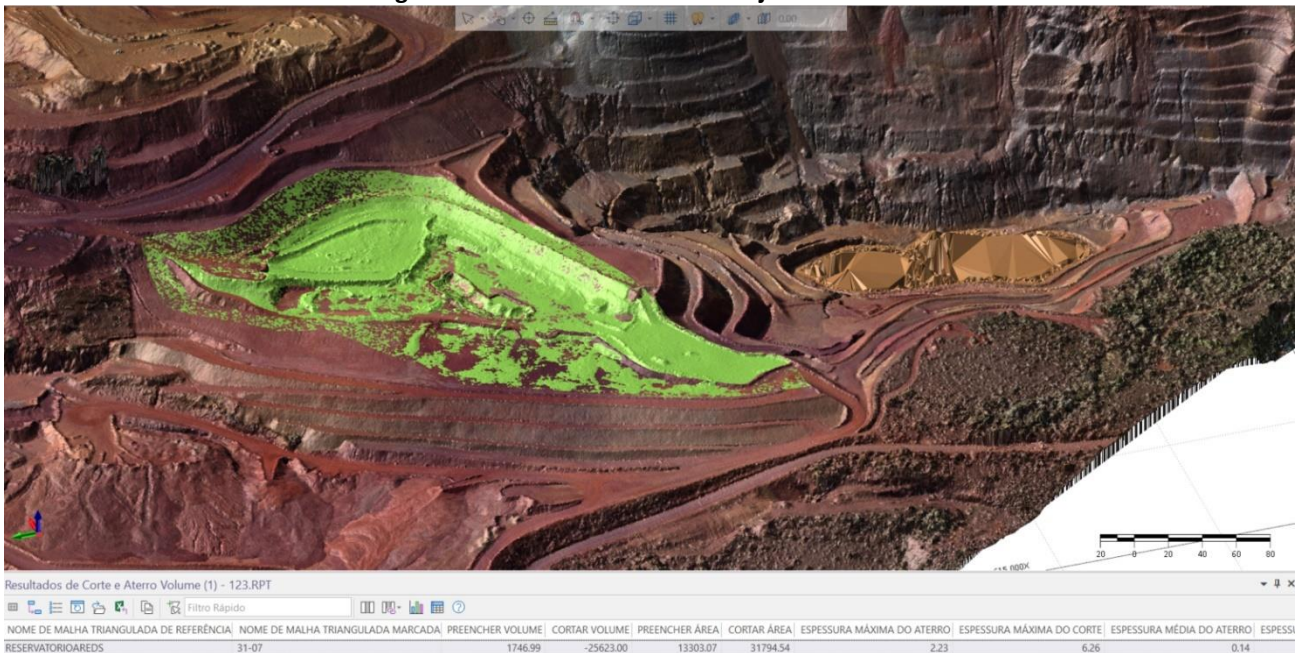 0,00
20 0 20 40 60 80
Resultados de Corte e Aterro Volume (1) - 123.RPT
Filtro Rápido
NOME DE MALHA TRIANGULADA DE REFERÊNCIA NOME DE MALHA TRIANGULADA MARCADA PREENCHER VOLUME CORTAR VOLUME PREENCHER ÁREA CORTAR ÁREA ESPESSURA MÁXIMA DO ATERRO ESPESSURA MÁXIMA DO CORTE ESPESSURA MÉDIA DO ATERRO ESPESSU
RESERVATORIOAREDS 31-07 1746.99 -25623.00 13303.07 31794.54 2.23 6.26 0.14